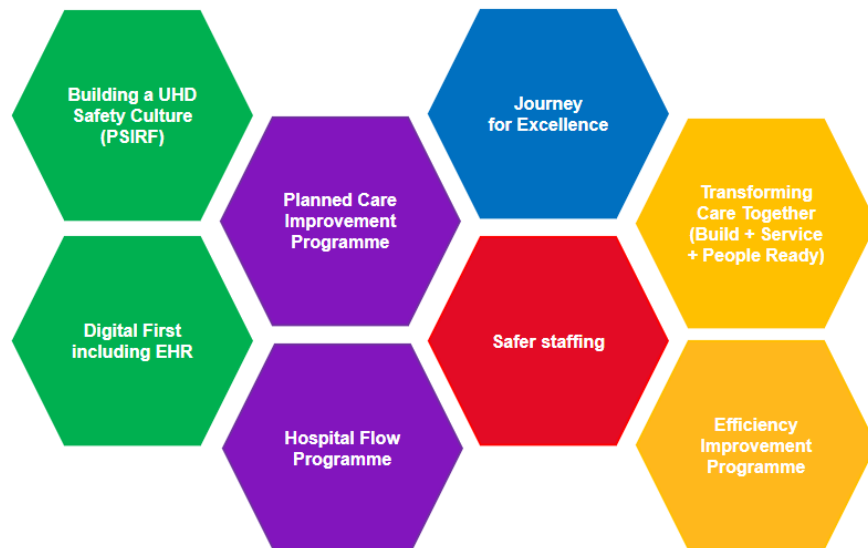 Building a UHD
Safety Culture
(PSIRF)
Journey
for Excellence
Planned Care
Improvement
Programme
Transforming
Care Together
(Build + Service
+ People Ready)
Digital First
including EHR
Safer staffing
Hospital Flow
Programme
Efficiency
Improvement
Programme